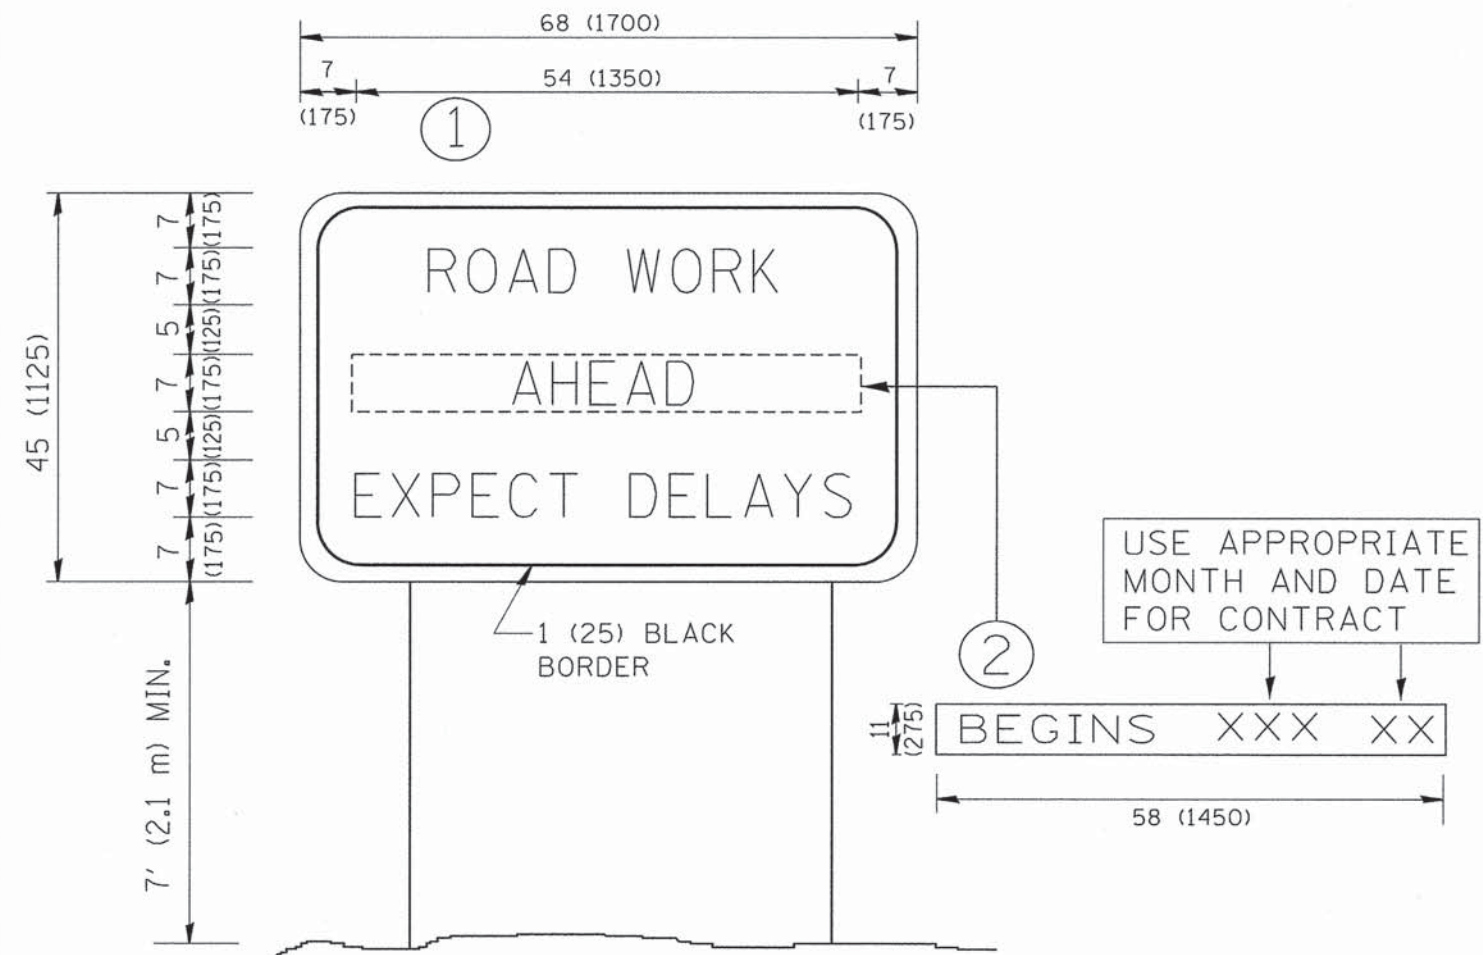 68 (1700)
7
54 (1350)
7
(175)
(175)
1
7
(175)
7
(175)
5
(125)
7
(175)
5
(125)
7
(175)
7
(175)
45 (1125)
ROAD WORK
AHEAD
EXPECT DELAYS
1 (25) BLACK
BORDER
7' (2.1 m) MIN.
2
USE APPROPRIATE
MONTH AND DATE
FOR CONTRACT
11
(275)
BEGINS XXX XX
58 (1450)